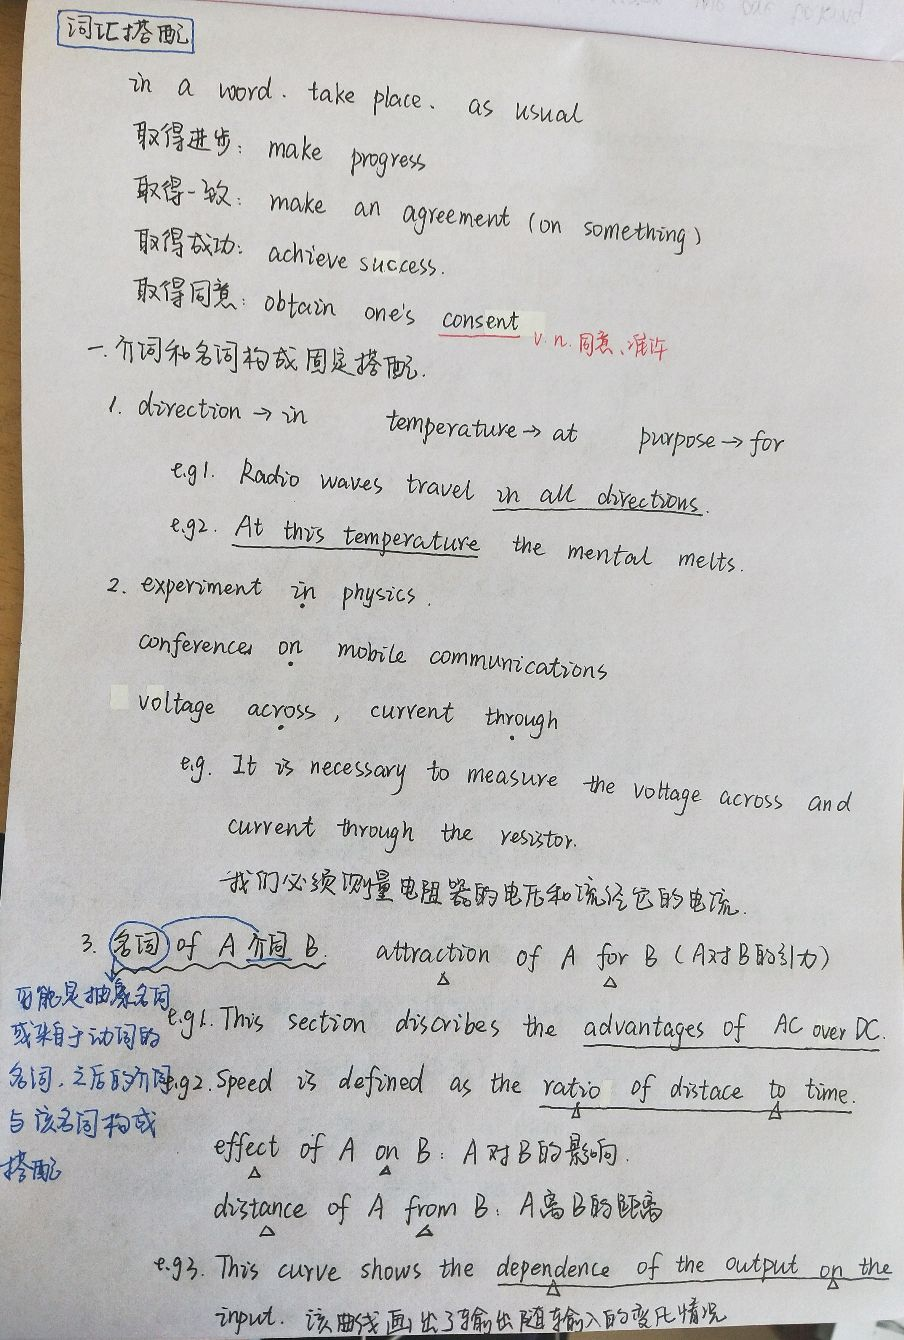 词汇搭配
in a word. take place. as usual
取得进步: make progress
取得一致: make an agreement (on something)
取得成功: achieve success.
取得同意: obtain one's consent
v. n. 同意、准许
一. 介词和名词构成固定搭配.
1. direction → in temperature → at purpose → for
e.g1. Radio waves travel in all directions.
e.g2. At this temperature the mental melts.
2. experiment in physics.
conferences on mobile communications
voltage across, current through
e.g. It is necessary to measure the voltage across and
current through the resistor.
我们必须测量电阻器的电压和流经它的电流.
3. 名词 of A 介词 B. attraction of A for B (A对B的引力)
可能是抽象名词
或来自于动词的
名词, 之后的介词
与该名词构成
搭配
e.g1. This section discribes the advantages of AC over DC.
e.g2. Speed is defined as the ratio of distace to time.
effect of A on B: A对B的影响.
distance of A from B: A离B的距离
e.g3. This curve shows the dependence of the output on the
input. 该曲线画出了输出随输入的变化情况